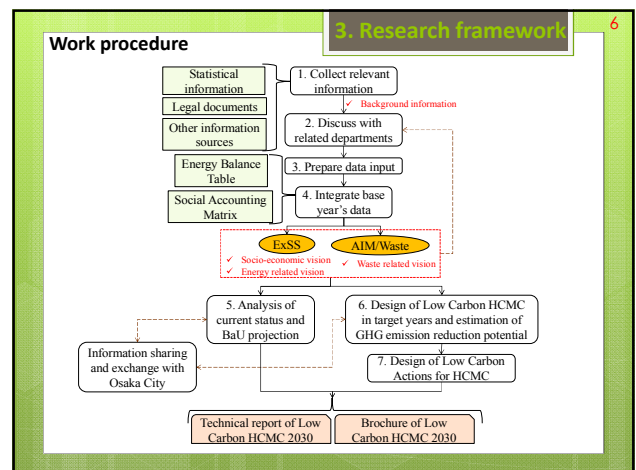 3. Research framework
6
Work procedure
Statistical
information
Legal documents
Other information
sources
Energy Balance
Table
Social Accounting
Matrix
1. Collect relevant
information
✓ Background information
2. Discuss with
related departments
3. Prepare data input
4. Integrate base
year's data
ExSS
AIM/Waste
✓ Socio-economic vision
✓ Energy related vision
✓ Waste related vision
5. Analysis of
current status and
BaU projection
6. Design of Low Carbon HCMC
in target years and estimation of
GHG emission reduction potential
Information sharing
and exchange with
Osaka City
7. Design of Low Carbon
Actions for HCMC
Technical report of Low
Carbon HCMC 2030
Brochure of Low
Carbon HCMC 2030